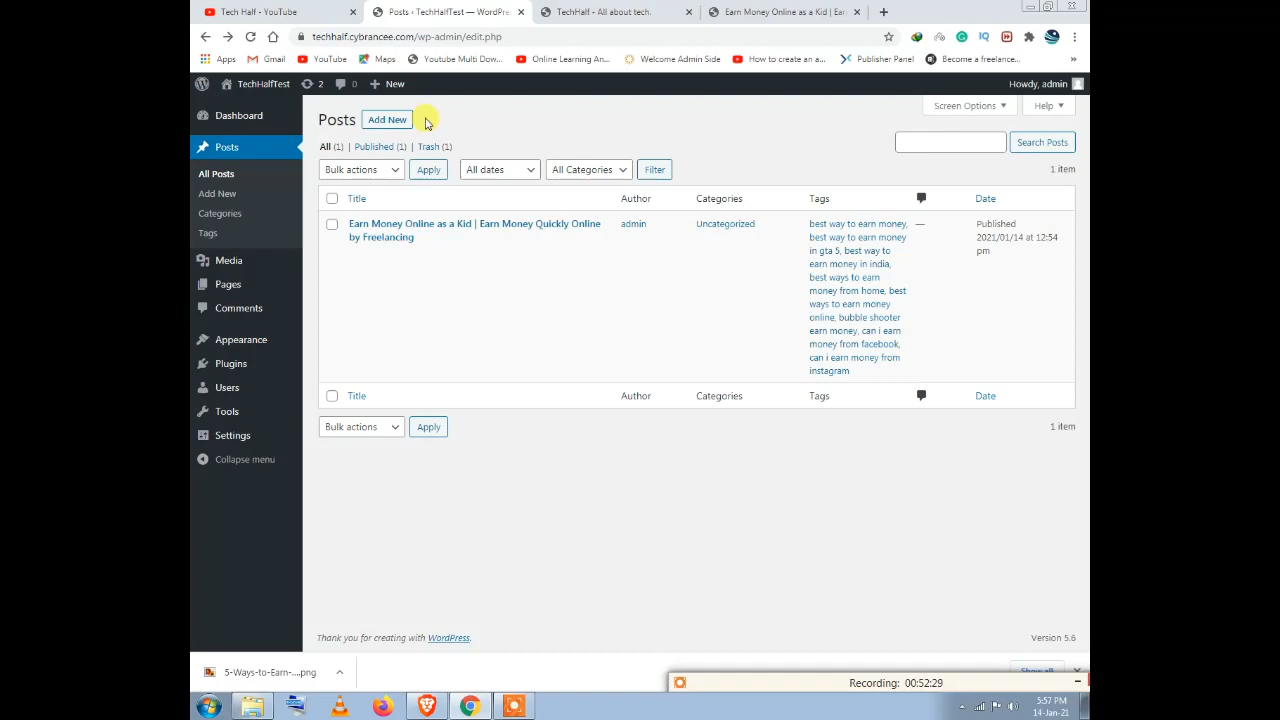 Tech Half - YouTube
Posts ‹ TechHalfTest — WordPre
TechHalf - All about tech.
Earn Money Online as a Kid | Ear
techhalf.cybrancee.com/wp-admin/edit.php
Apps
Gmail
YouTube
Maps
Youtube Multi Dow...
Online Learning An...
Welcome Admin Side
How to create an a...
Publisher Panel
Become a freelance...
TechHalfTest
2
0
New
Howdy, admin
Dashboard
Posts
All Posts
Add New
Categories
Tags
Media
Pages
Comments
Appearance
Plugins
Users
Tools
Settings
Collapse menu
Screen Options
Help
Posts
Add New
All (1) | Published (1) | Trash (1)
Search Posts
Bulk actions
Apply
All dates
All Categories
Filter
1 item
Title
Author
Categories
Tags
Date
Earn Money Online as a Kid | Earn Money Quickly Online
by Freelancing
admin
Uncategorized
best way to earn money,
best way to earn money
in gta 5, best way to
earn money in india,
best ways to earn
money from home, best
ways to earn money
online, bubble shooter
earn money, can i earn
money from facebook,
can i earn money from
instagram
—
Published
2021/01/14 at 12:54
pm
Title
Author
Categories
Tags
Date
Bulk actions
Apply
1 item
Thank you for creating with WordPress.
Version 5.6
5-Ways-to-Earn-....png
Show all
Recording: 00:52:29
5:57 PM
14-Jan-21